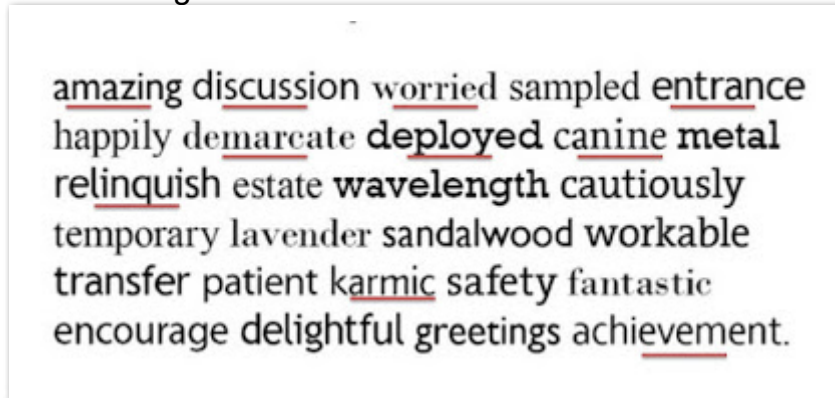 amazing discussion worried sampled entrance
happily demarcate deployed canine metal
relinquish estate wavelength cautiously
temporary lavender sandalwood workable
transfer patient karmic safety fantastic
encourage delightful greetings achievement.